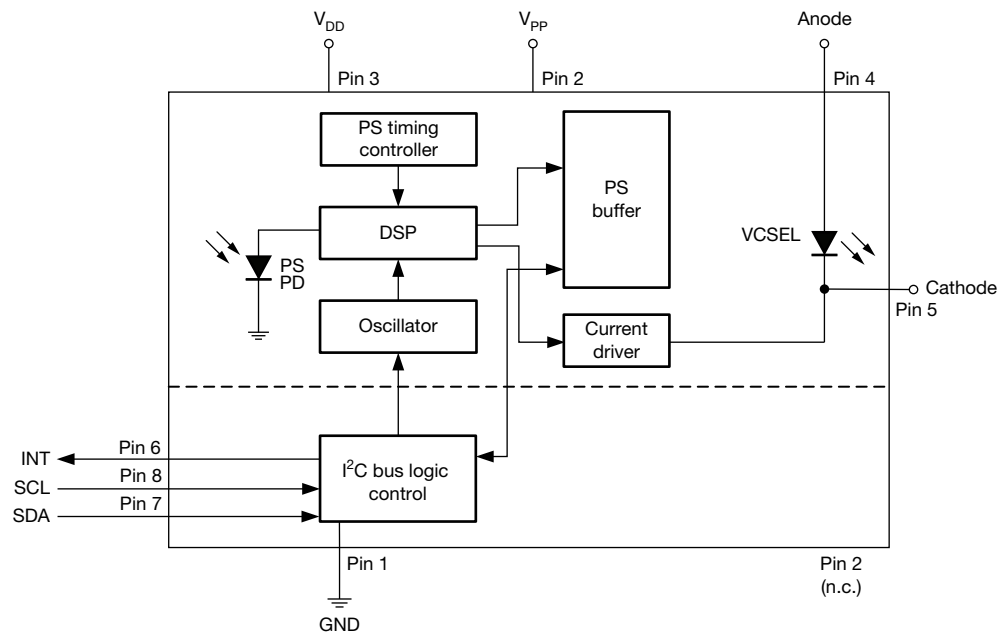 V_DD
V_PP
Anode
Pin 3
Pin 2
Pin 4
PS timing
controller
PS
buffer
DSP
VCSEL
PS
PD
Cathode
Pin 5
Oscillator
Current
driver
INT
Pin 6
SCL
Pin 8
SDA
Pin 7
I²C bus logic
control
Pin 1
Pin 2
(n.c.)
GND